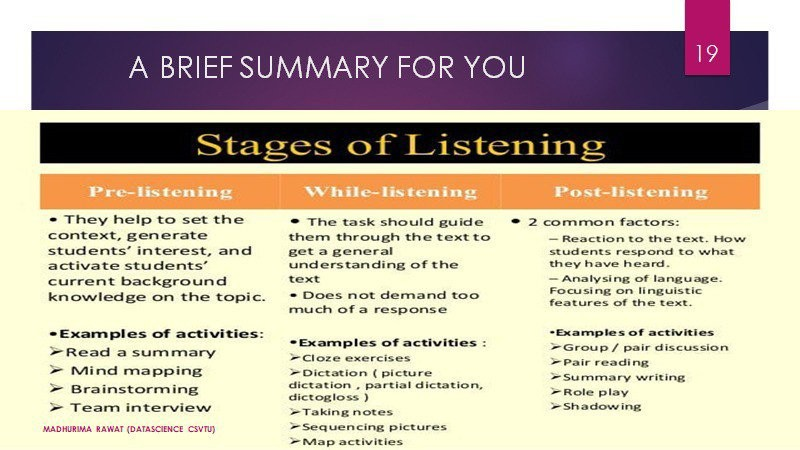 19
A BRIEF SUMMARY FOR YOU
Stages of Listening
Pre-listening
• They help to set the
context, generate
students’ interest, and
activate students’
current background
knowledge on the topic.
•Examples of activities:
➢Read a summary
➢ Mind mapping
➢ Brainstorming
➢ Team interview
While-listening
• The task should guide
them through the text to
get a general
understanding of the
text
• Does not demand too
much of a response
•Examples of activities :
➢Cloze exercises
➢Dictation ( picture
dictation , partial dictation,
dictogloss )
➢Taking notes
➢Sequencing pictures
➢Map activities
Post-listening
• 2 common factors:
– Reaction to the text. How
students respond to what
they have heard.
– Analysing of language.
Focusing on linguistic
features of the text.
•Examples of activities
➢Group / pair discussion
➢Pair reading
➢Summary writing
➢Role play
➢Shadowing
MADHURIMA RAWAT (DATASCIENCE CSVTU)